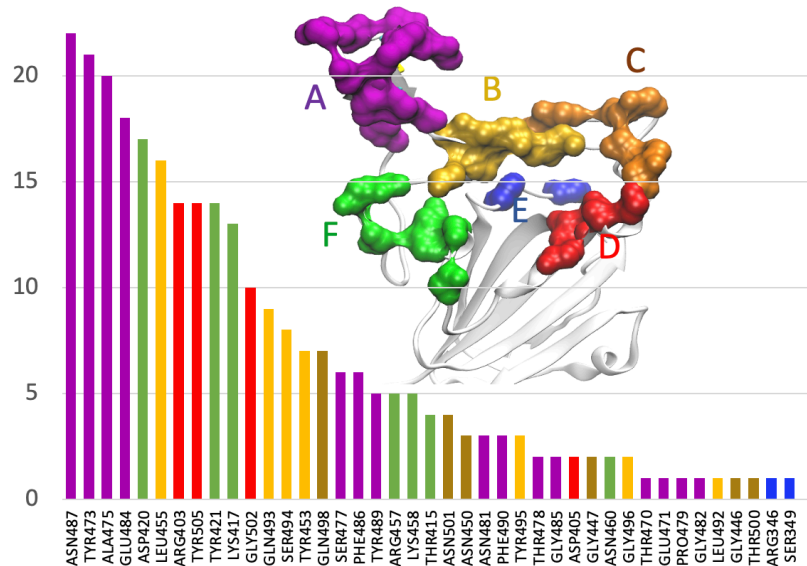 20
15
10
5
0
A
B
C
D
E
F
ASN487
TYR473
ALA475
GLU484
ASP420
LEU455
ARG403
TYR505
TYR421
LYS417
GLY502
GLN493
SER494
TYR453
GLN498
SER477
PHE486
TYR489
ARG457
LYS458
THR415
ASN501
ASN450
ASN481
PHE490
TYR495
THR478
GLY485
ASP405
GLY447
ASN460
GLY496
THR470
GLU471
PRO479
GLY482
LEU492
GLY446
THR500
ARG346
SER349